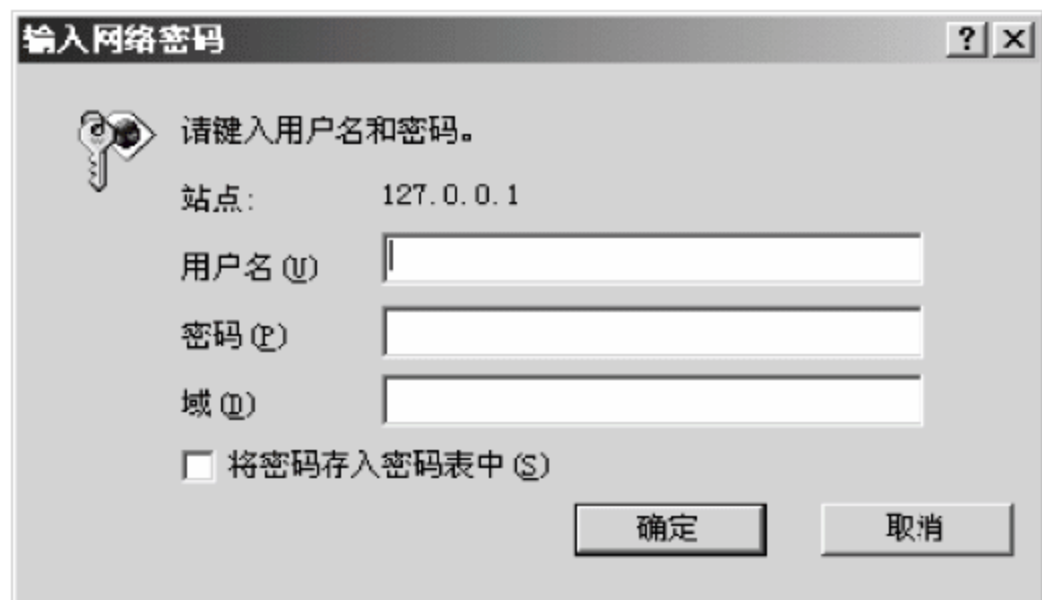 输入网络密码
请键入用户名和密码。
站点: 127.0.0.1
用户名(U)
密码(P)
域(D)
将密码存入密码表中(S)
确定 取消